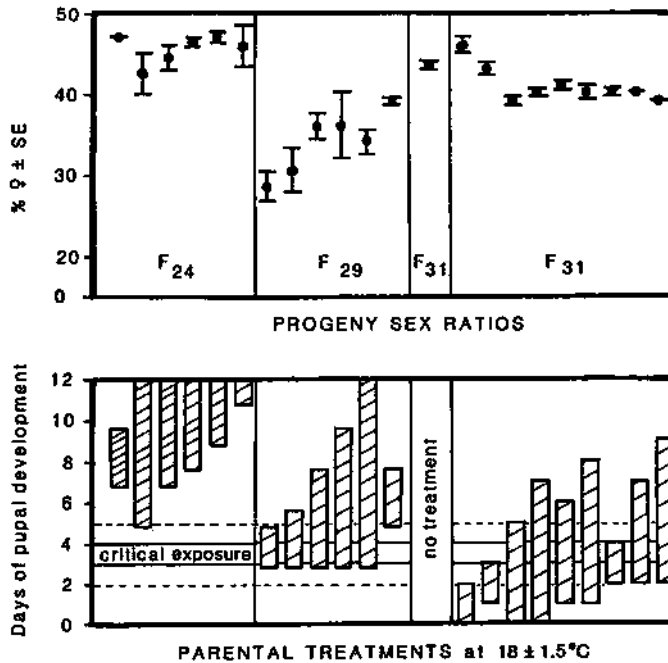 50
40
30
20
0
% ♀ ± SE
F24
F29
F31
F31
PROGENY SEX RATIOS
12
10
8
6
4
2
0
Days of pupal development
critical exposure
no treatment
PARENTAL TREATMENTS at 18 ± 1.5°C